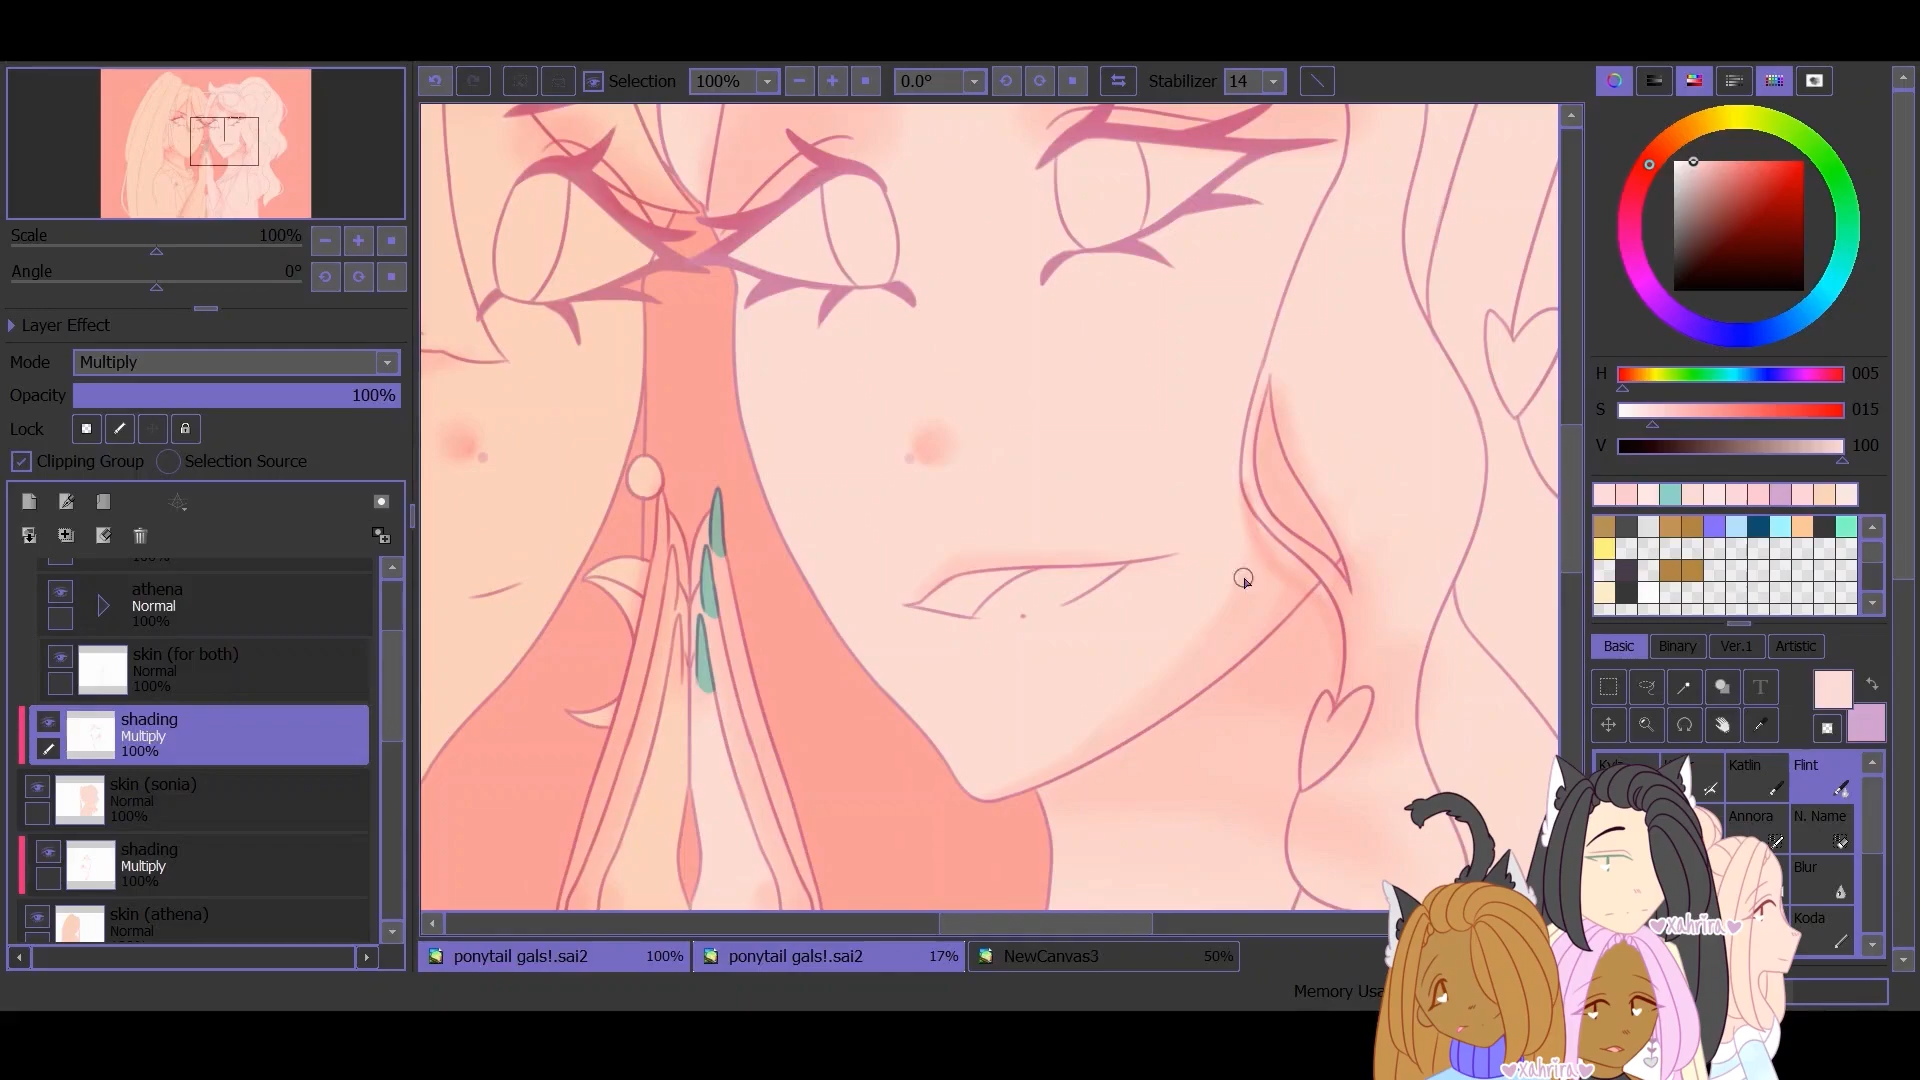 Selection 100% 0.0° Stabilizer 14
Scale 100%
Angle 0°
Layer Effect
Mode Multiply
Opacity 100%
Lock
Clipping Group Selection Source
100%
athena
Normal
100%
skin (for both)
Normal
100%
shading
Multiply
100%
skin (sonia)
Normal
100%
shading
Multiply
100%
skin (athena)
Normal
H 005
S 015
V 100
Basic Binary Ver.1 Artistic
T
Katlin Flint
Annora N. Name
Blur
Koda
ponytail gals!.sai2 100% ponytail gals!.sai2 17% NewCanvas3 50%
Memory Usa
xahrira
xahrira